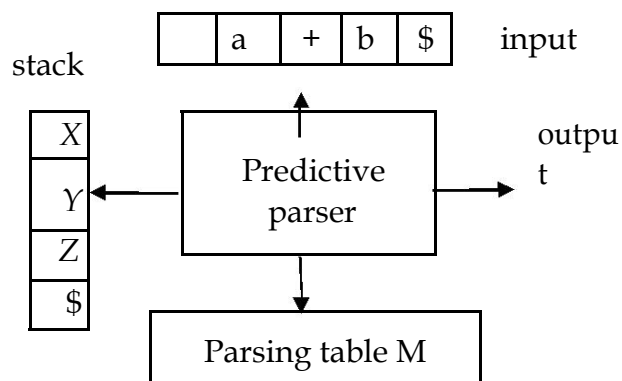 a + b $ input
stack
X
Y
Z
$
Predictive
parser
outpu
t
Parsing table M